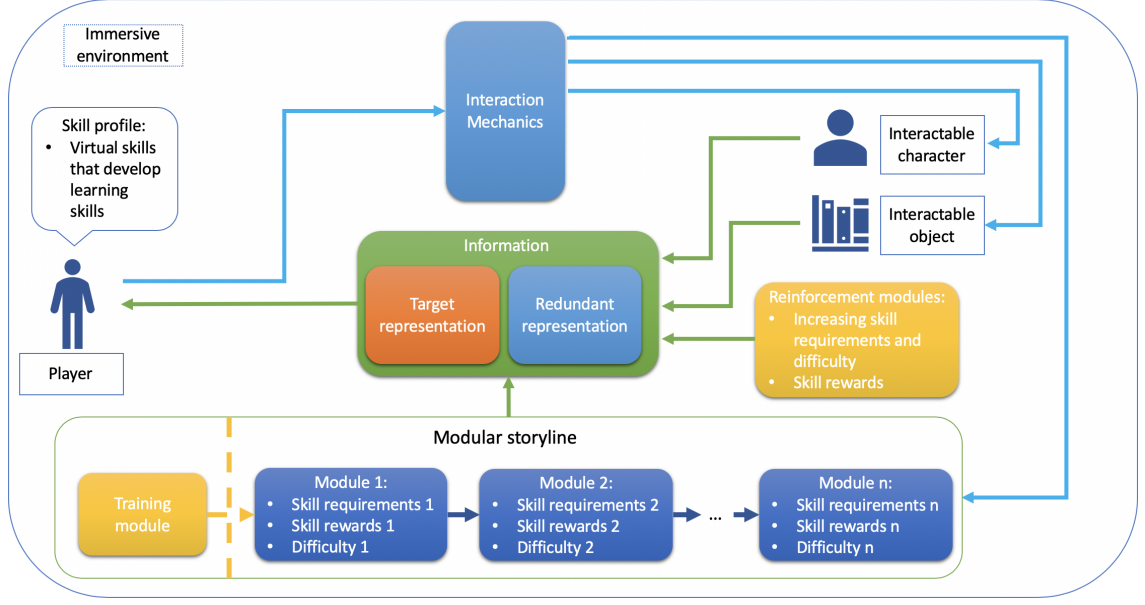 Immersive
environment
Skill profile:
• Virtual skills
that develop
learning
skills
Player
Interaction
Mechanics
Interactable
character
Interactable
object
Information
Target
representation
Redundant
representation
Reinforcement modules:
• Increasing skill
requirements and
difficulty
• Skill rewards
Modular storyline
Training
module
Module 1:
• Skill requirements 1
• Skill rewards 1
• Difficulty 1
Module 2:
• Skill requirements 2
• Skill rewards 2
• Difficulty 2
...
Module n:
• Skill requirements n
• Skill rewards n
• Difficulty n